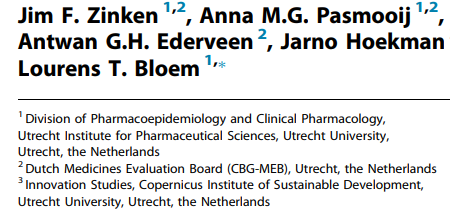 Jim F. Zinken 1,2, Anna M.G. Pasmooij 1,2,
Antwan G.H. Ederveen 2, Jarno Hoekman
Lourens T. Bloem 1,*
1 Division of Pharmacoepidemiology and Clinical Pharmacology,
Utrecht Institute for Pharmaceutical Sciences, Utrecht University,
Utrecht, the Netherlands
2 Dutch Medicines Evaluation Board (CBG-MEB), Utrecht, the Netherlands
3 Innovation Studies, Copernicus Institute of Sustainable Development,
Utrecht University, Utrecht, the Netherlands